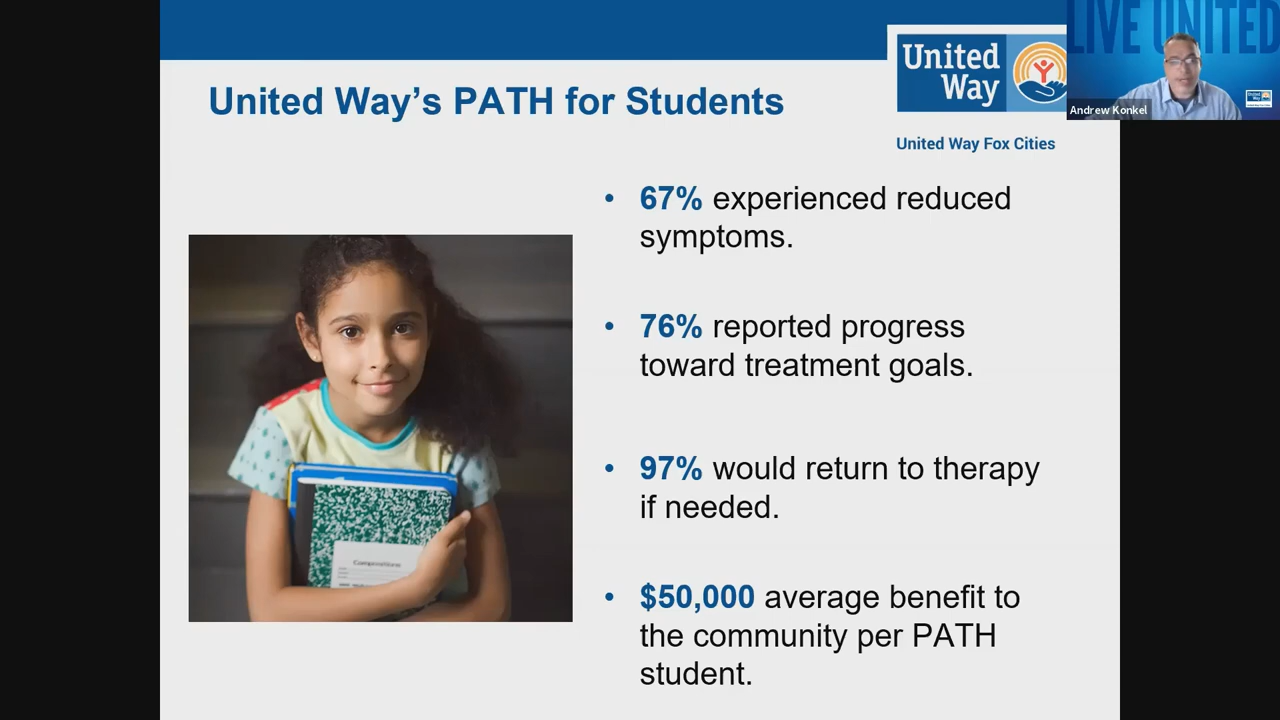 LIVE UNITED
United
Way
Andrew Konkel
United Way's PATH for Students
United Way Fox Cities
• 67% experienced reduced
symptoms.
• 76% reported progress
toward treatment goals.
• 97% would return to therapy
if needed.
• $50,000 average benefit to
the community per PATH
student.
Composition